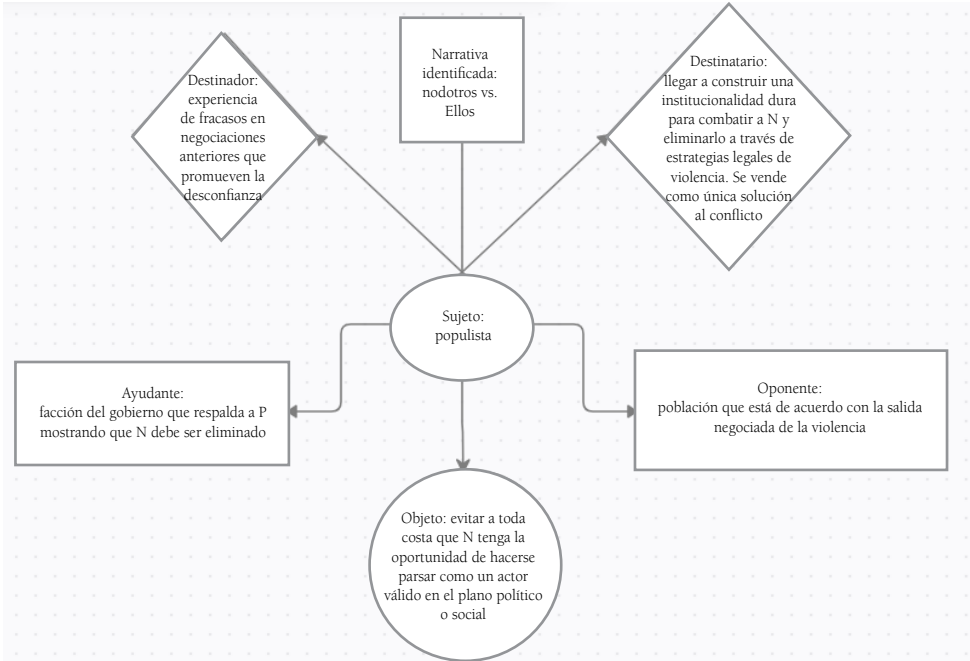 Destinador:
experiencia
de fracasos en
negociaciones
anteriores que
promueven la
desconfianza
Narrativa
identificada:
nodotros vs.
Ellos
Destinatario:
llegar a construir una
institucionalidad dura
para combatir a N y
eliminarlo a través de
estrategias legales de
violencia. Se vende
como única solución
al conflicto
Sujeto:
populista
Ayudante:
facción del gobierno que respalda a P
mostrando que N debe ser eliminado
Oponente:
población que está de acuerdo con la salida
negociada de la violencia
Objeto: evitar a toda
costa que N tenga la
oportunidad de hacerse
parsar como un actor
válido en el plano político
o social